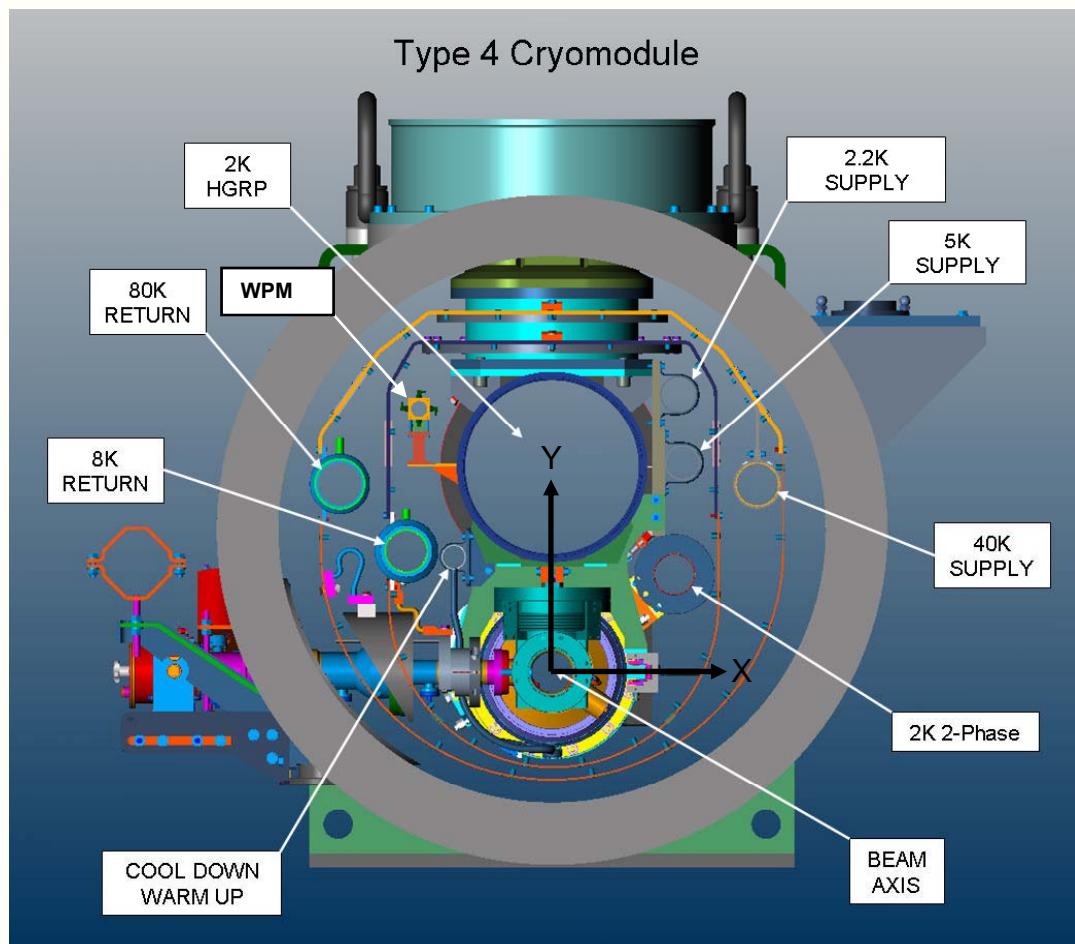 Type 4 Cryomodule
2K
HGRP
2.2K
SUPPLY
5K
SUPPLY
WPM
80K
RETURN
8K
RETURN
Y
X
40K
SUPPLY
2K 2-Phase
COOL DOWN
WARM UP
BEAM
AXIS